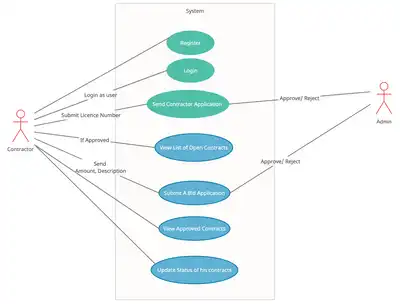 System
Register
Login
Login as user
Send Contractor Application
Submit Licence Number
Approve/ Reject
Contractor
Admin
If Approved
View List of Open Contracts
Send
Amount, Description
Approve/ Reject
Submit A Bid Application
View Approved Contracts
Update Status of his contracts